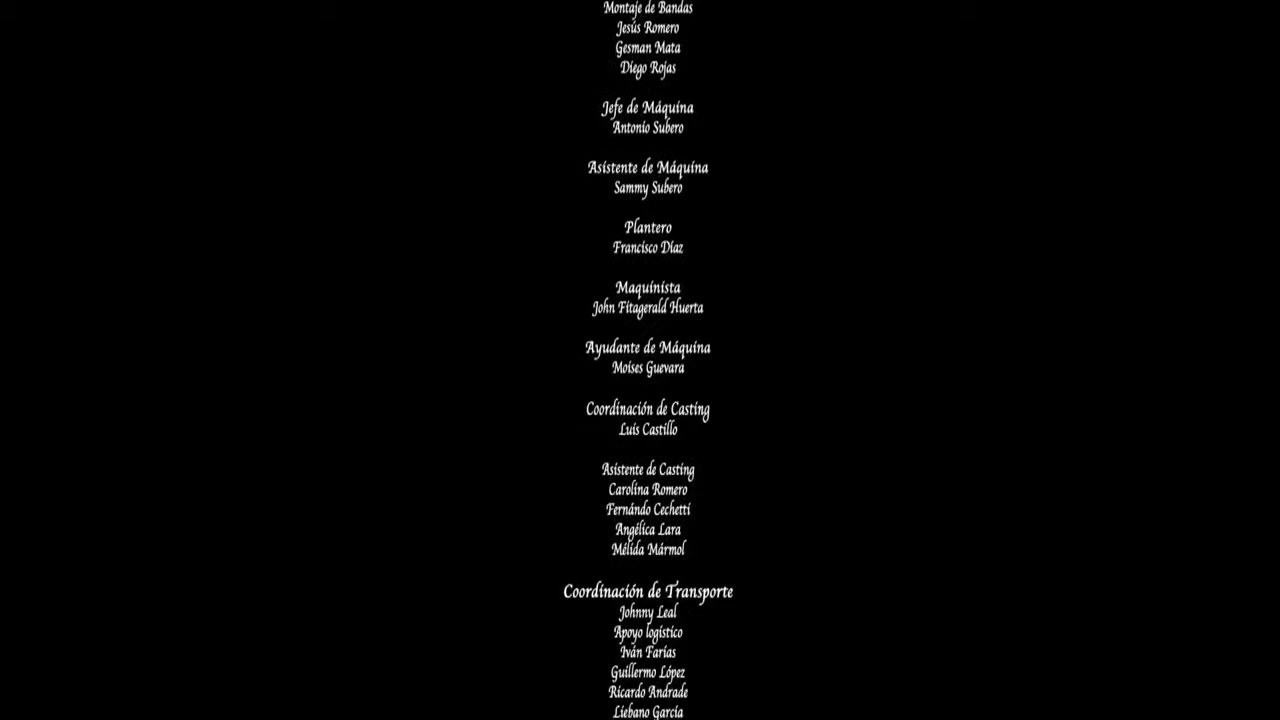 Montaje de Bandas
Jesús Romero
Gesman Mata
Diego Rojas
Jefe de Máquina
Antonio Subero
Asistente de Máquina
Sammy Subero
Plantero
Francisco Díaz
Maquinista
John Fitagerald Huerta
Ayudante de Máquina
Moises Guevara
Coordinación de Casting
Luis Castillo
Asistente de Casting
Carolina Romero
Fernándo Cechetti
Angélica Lara
Mélida Mármol
Coordinación de Transporte
Johnny Leal
Apoyo logístico
Iván Farías
Guillermo López
Ricardo Andrade
Liebano García